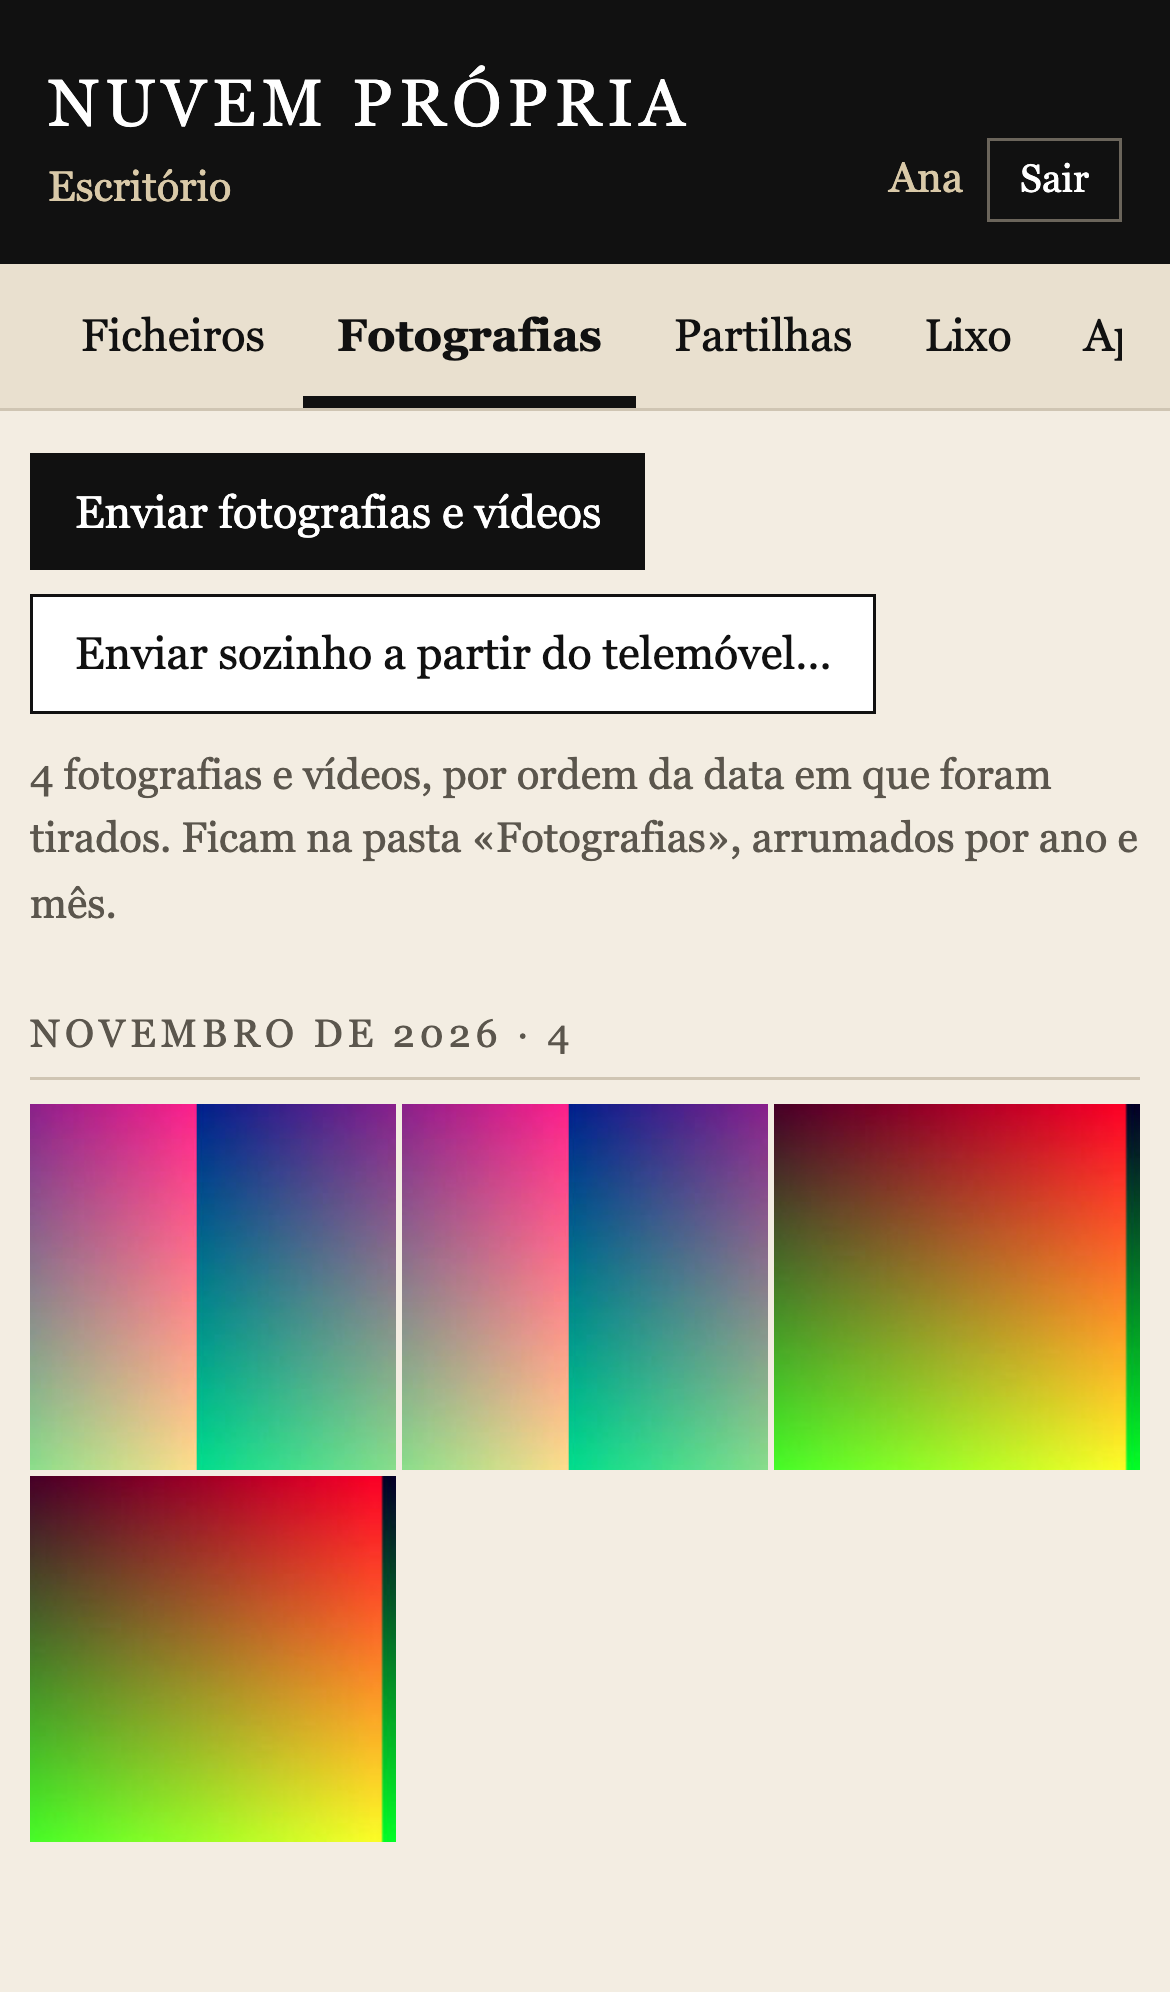 NUVEM PRÓPRIA
Escritório
Ana
Sair
Ficheiros
Fotografias
Partilhas
Lixo
Enviar fotografias e vídeos
Enviar sozinho a partir do telemóvel...
4 fotografias e vídeos, por ordem da data em que foram
tirados. Ficam na pasta «Fotografias», arrumados por ano e
mês.
NOVEMBRO DE 2026 · 4